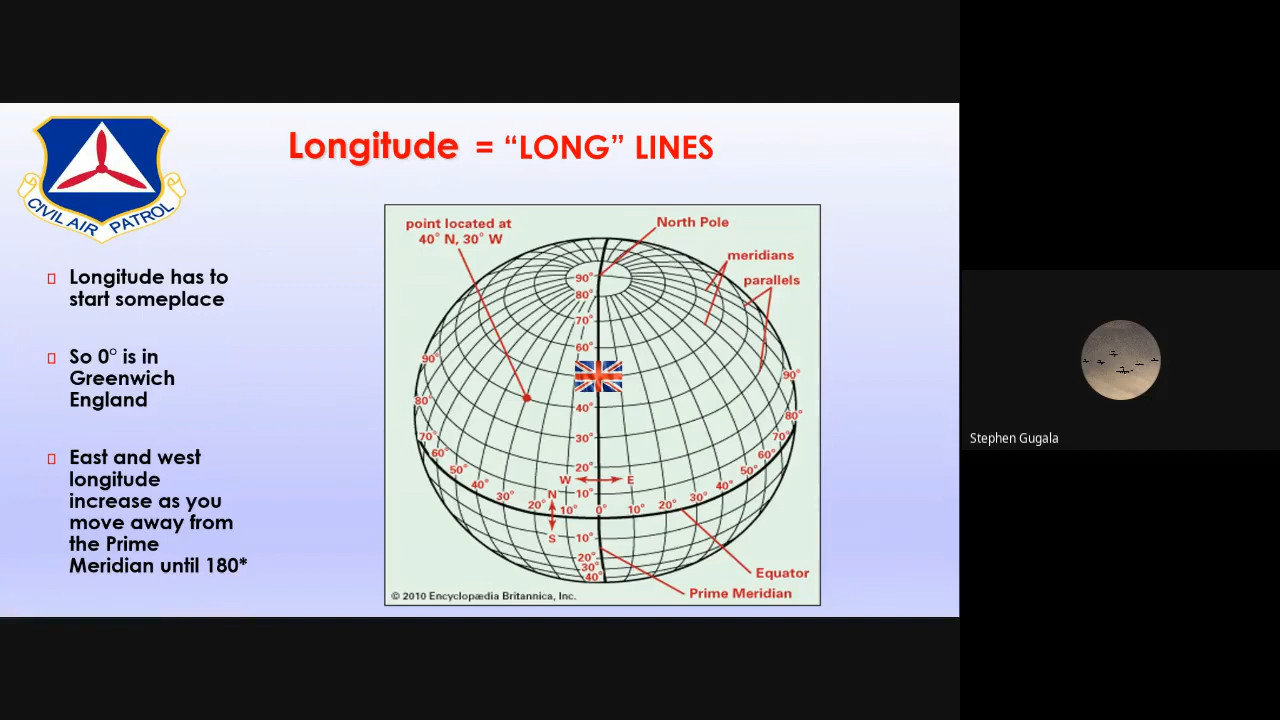 CIVIL AIR PATROL
Longitude = “LONG” LINES
Longitude has to
start someplace
So 0° is in
Greenwich
England
East and west
longitude
increase as you
move away from
the Prime
Meridian until 180*
point located at
40° N, 30° W
North Pole
meridians
parallels
90°
80°
70°
60°
40°
30°
20°
10°
W E
N
S
90°
80°
70°
60°
50°
40°
30°
20°
10°
0°
10°
20°
30°
40°
50°
60°
70°
80°
90°
10°
20°
30°
40°
Equator
Prime Meridian
© 2010 Encyclopædia Britannica, Inc.
Stephen Gugala